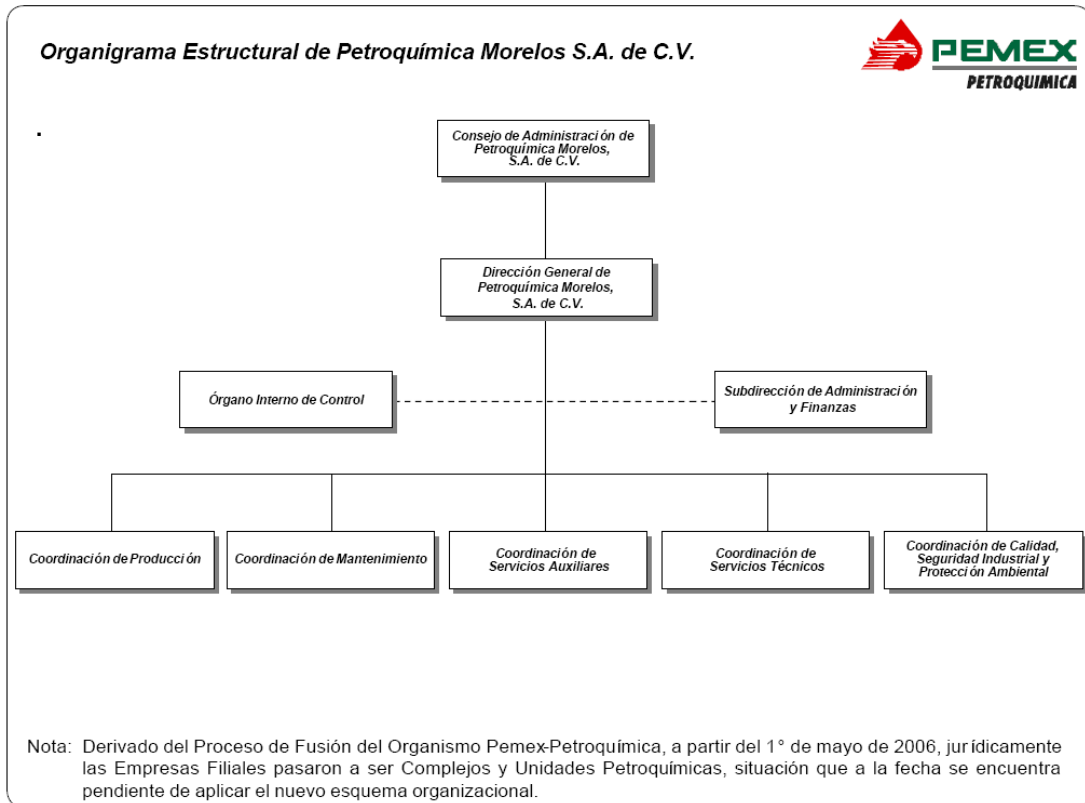 Organigrama Estructural de Petroquímica Morelos S.A. de C.V.
PEMEX
PETROQUIMICA
Consejo de Administración de
Petroquímica Morelos,
S.A. de C.V.
Dirección General de
Petroquímica Morelos,
S.A. de C.V.
Órgano Interno de Control
Subdirección de Administración
y Finanzas
Coordinación de Producción
Coordinación de Mantenimiento
Coordinación de
Servicios Auxiliares
Coordinación de
Servicios Técnicos
Coordinación de Calidad,
Seguridad Industrial y
Protección Ambiental
Nota: Derivado del Proceso de Fusión del Organismo Pemex-Petroquímica, a partir del 1° de mayo de 2006, jurídicamente
las Empresas Filiales pasaron a ser Complejos y Unidades Petroquímicas, situación que a la fecha se encuentra
pendiente de aplicar el nuevo esquema organizacional.